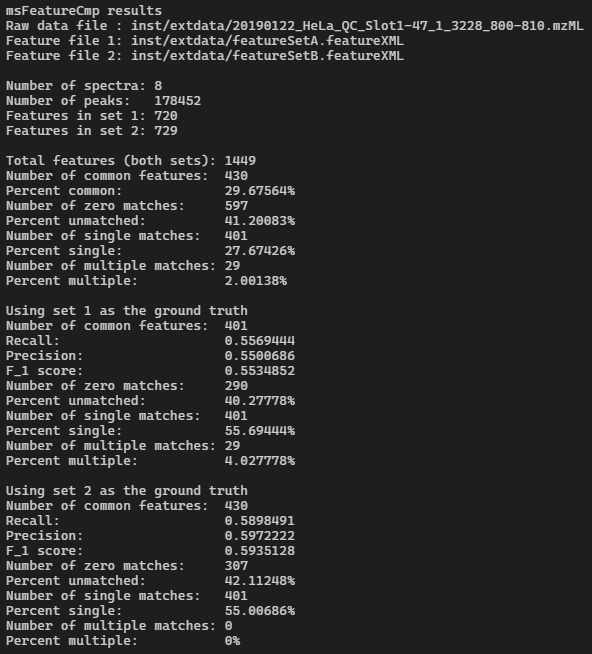 msFeatureCmp results
Raw data file : inst/extdata/20190122_HeLa_QC_Slot1-47_1_3228_800-810.mzML
Feature file 1: inst/extdata/featureSetA.featureXML
Feature file 2: inst/extdata/featureSetB.featureXML
Number of spectra: 8
Number of peaks:   178452
Features in set 1: 720
Features in set 2: 729
Total features (both sets): 1449
Number of common features:  430
Percent common:             29.67564%
Number of zero matches:     597
Percent unmatched:          41.20083%
Number of single matches:   401
Percent single:             27.67426%
Number of multiple matches: 29
Percent multiple:           2.00138%
Using set 1 as the ground truth
Number of common features:  401
Recall:                     0.5569444
Precision:                  0.5500686
F_1 score:                  0.5534852
Number of zero matches:     290
Percent unmatched:          40.27778%
Number of single matches:   401
Percent single:             55.69444%
Number of multiple matches: 29
Percent multiple:           4.027778%
Using set 2 as the ground truth
Number of common features:  430
Recall:                     0.5898491
Precision:                  0.5972222
F_1 score:                  0.5935128
Number of zero matches:     307
Percent unmatched:          42.11248%
Number of single matches:   401
Percent single:             55.00686%
Number of multiple matches: 0
Percent multiple:           0%